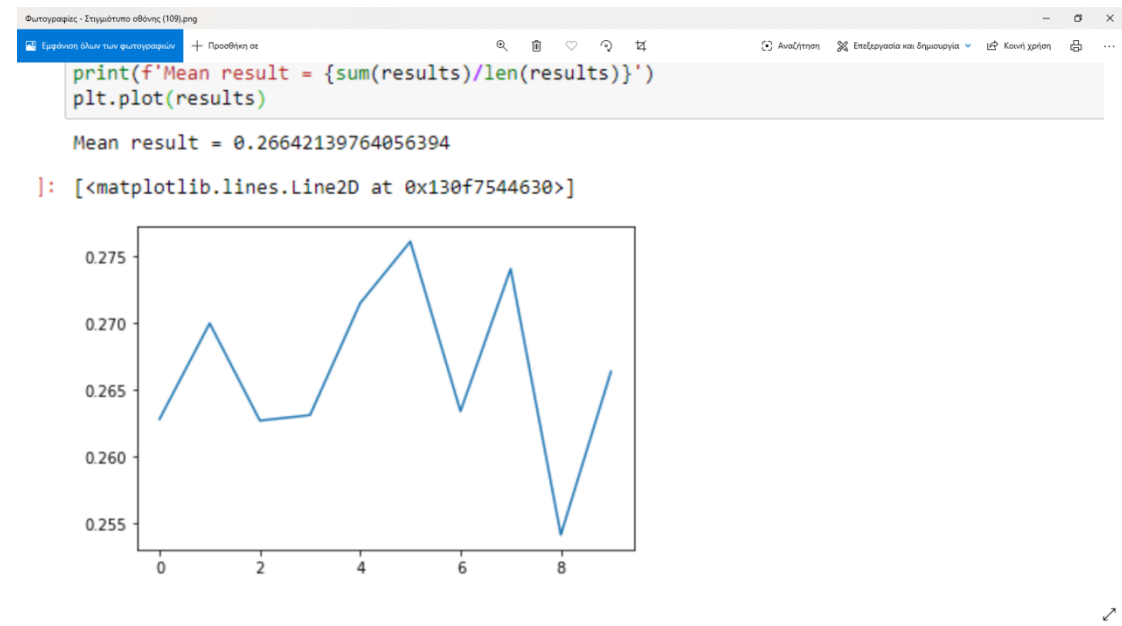 Φωτογραφίες - Στιγμιότυπο οθόνης (109).png
Εμφάνιση όλων των φωτογραφιών
Προσθήκη σε
Αναζήτηση
Επεξεργασία και δημιουργία
Κοινή χρήση
print(f'Mean result = {sum(results)/len(results)}')
plt.plot(results)
Mean result = 0.26642139764056394
]: [<matplotlib.lines.Line2D at 0x130f7544630>]
0.275
0.270
0.265
0.260
0.255
0 2 4 6 8